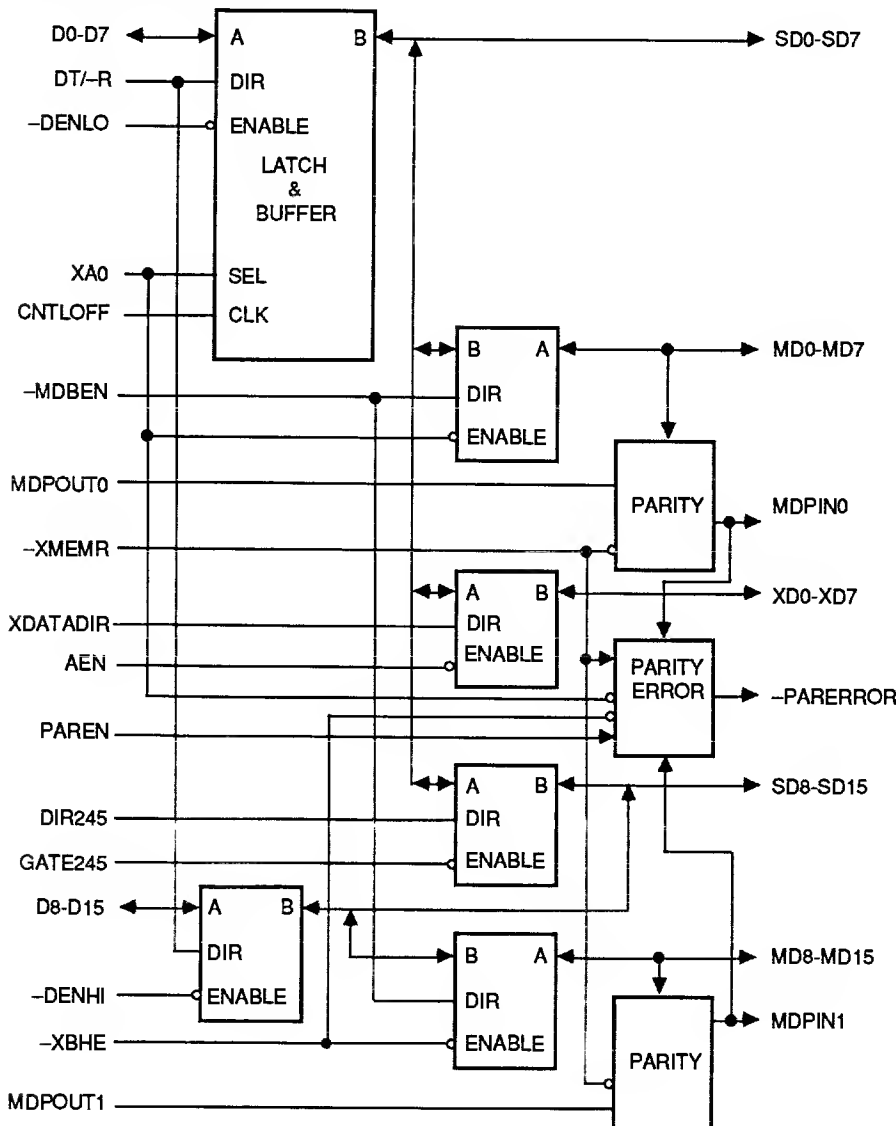 D0-D7
A
B
SD0-SD7
DT/–R
DIR
–DENLO
ENABLE
LATCH
&
BUFFER
XA0
SEL
CNTLOFF
CLK
B
A
MD0-MD7
–MDBEN
DIR
ENABLE
MDPOUT0
PARITY
MDPIN0
–XMEMR
A
B
XD0-XD7
XDATADIR
DIR
AEN
ENABLE
PARITY
ERROR
–PARERROR
PAREN
A
B
SD8-SD15
DIR245
DIR
GATE245
ENABLE
D8-D15
A
B
B
A
MD8-MD15
DIR
DIR
–DENHI
ENABLE
MDPIN1
–XBHE
ENABLE
PARITY
MDPOUT1